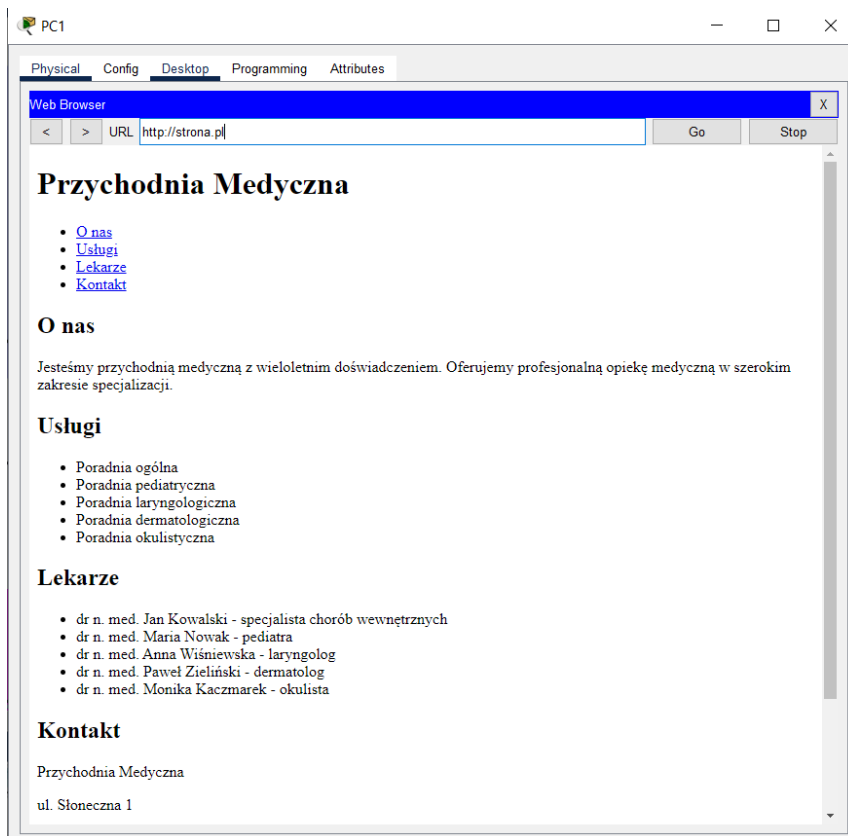 PC1
Physical Config Desktop Programming Attributes
Web Browser X
< > URL http://strona.pl Go Stop
Przychodnia Medyczna
O nas
Usługi
Lekarze
Kontakt
O nas
Jesteśmy przychodnią medyczną z wieloletnim doświadczeniem. Oferujemy profesjonalną opiekę medyczną w szerokim
zakresie specjalizacji.
Usługi
Poradnia ogólna
Poradnia pediatryczna
Poradnia laryngologiczna
Poradnia dermatologiczna
Poradnia okulistyczna
Lekarze
dr n. med. Jan Kowalski - specjalista chorób wewnętrznych
dr n. med. Maria Nowak - pediatra
dr n. med. Anna Wiśniewska - laryngolog
dr n. med. Paweł Zieliński - dermatolog
dr n. med. Monika Kaczmarek - okulista
Kontakt
Przychodnia Medyczna
ul. Słoneczna 1